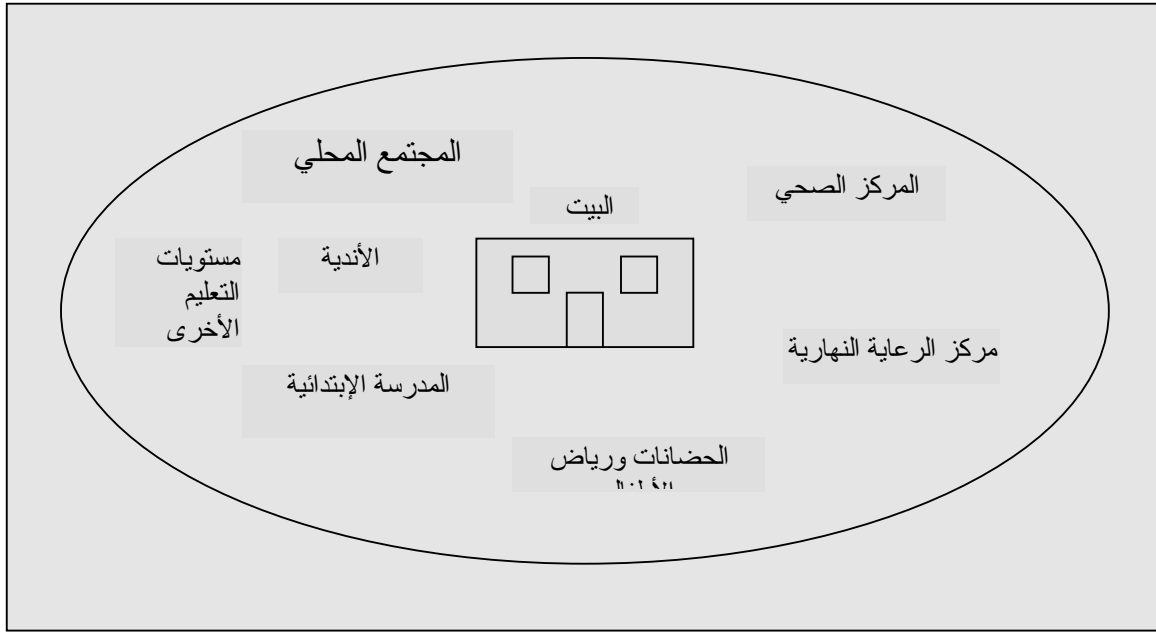 المجتمع المحلي
المركز الصحي
البيت
الأندية
مستويات
التعليم
الأخرى
مركز الرعاية النهارية
المدرسة الإبتدائية
الحضانات ورياض